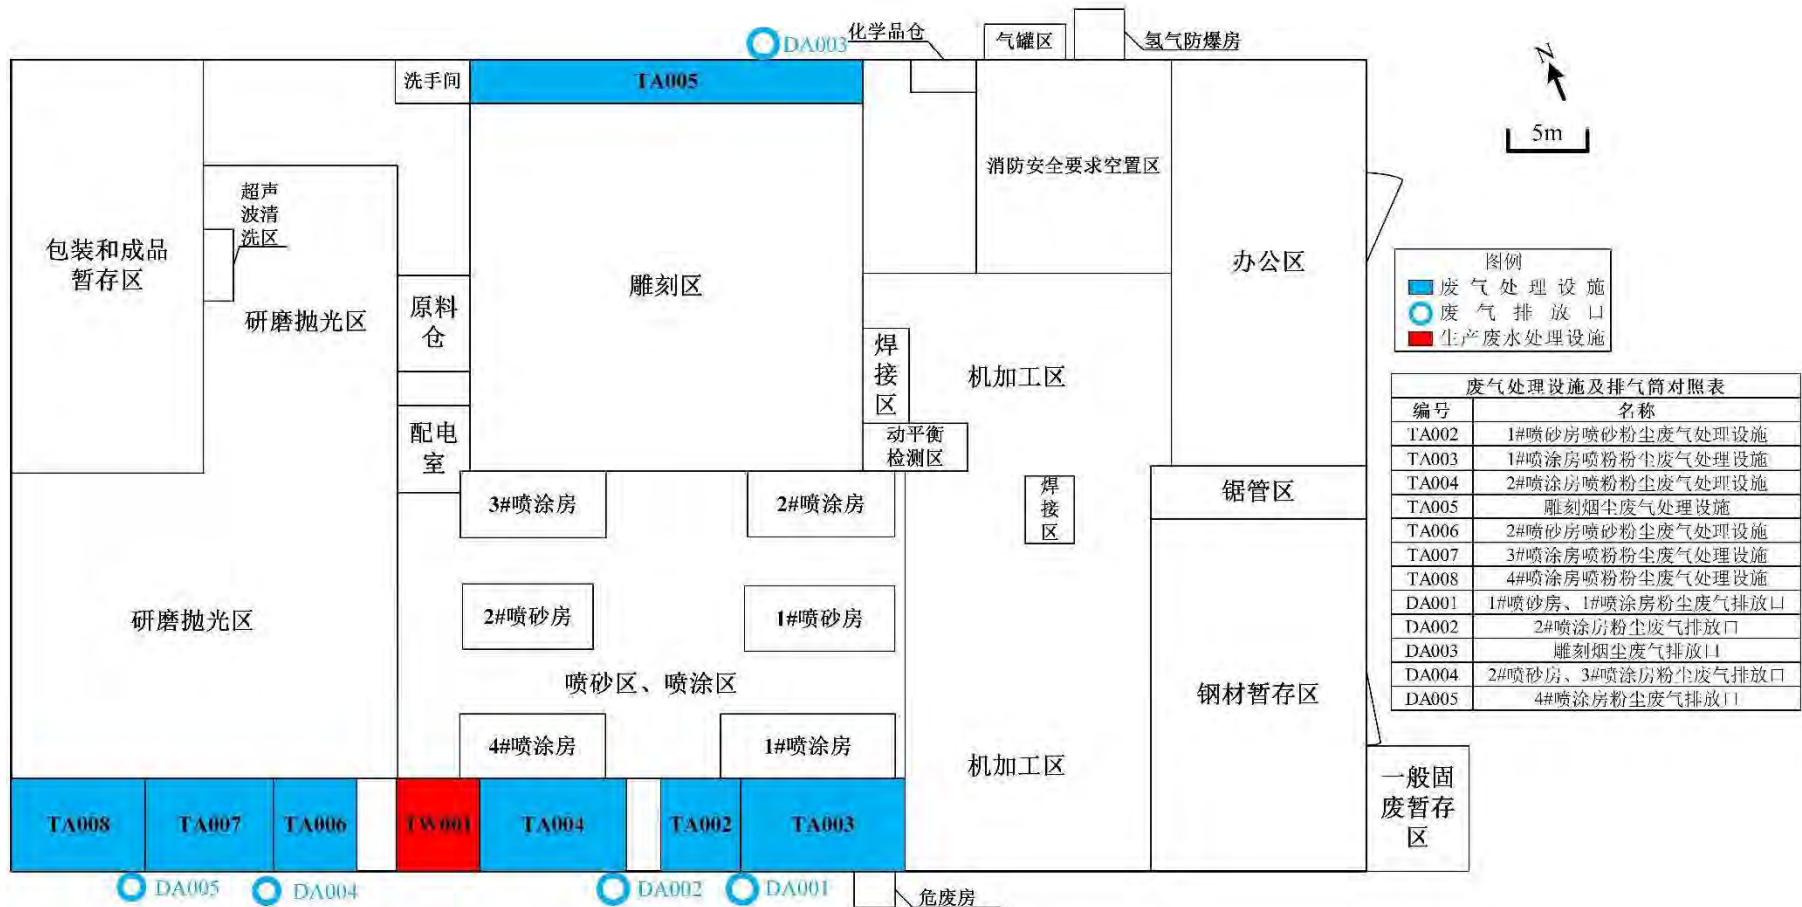 DA003
化学品仓
气罐区
氢气防爆房
N
5m
洗手间
TA005
消防安全要求空置区
超声
波清
洗区
包装和成品
暂存区
研磨抛光区
原料
仓
雕刻区
焊
接
区
机加工区
办公区
配电
室
动平衡
检测区
3#喷涂房
2#喷涂房
焊
接
区
锯管区
2#喷砂房
1#喷砂房
研磨抛光区
喷砂区、喷涂区
钢材暂存区
4#喷涂房
1#喷涂房
机加工区
一般固
废暂存
区
TA008
TA007
TA006
TW001
TA004
TA002
TA003
DA005
DA004
DA002
DA001
危废房
图例
废气处理设施
废气排放口
生产废水处理设施
废气处理设施及排气筒对照表
编号 名称
TA002 1#喷砂房喷砂粉尘废气处理设施
TA003 1#喷涂房喷粉粉尘废气处理设施
TA004 2#喷涂房喷粉粉尘废气处理设施
TA005 雕刻烟尘废气处理设施
TA006 2#喷砂房喷砂粉尘废气处理设施
TA007 3#喷涂房喷粉粉尘废气处理设施
TA008 4#喷涂房喷粉粉尘废气处理设施
DA001 1#喷砂房、1#喷涂房粉尘废气排放口
DA002 2#喷涂房粉尘废气排放口
DA003 雕刻烟尘废气排放口
DA004 2#喷砂房、3#喷涂房粉尘废气排放口
DA005 4#喷涂房粉尘废气排放口